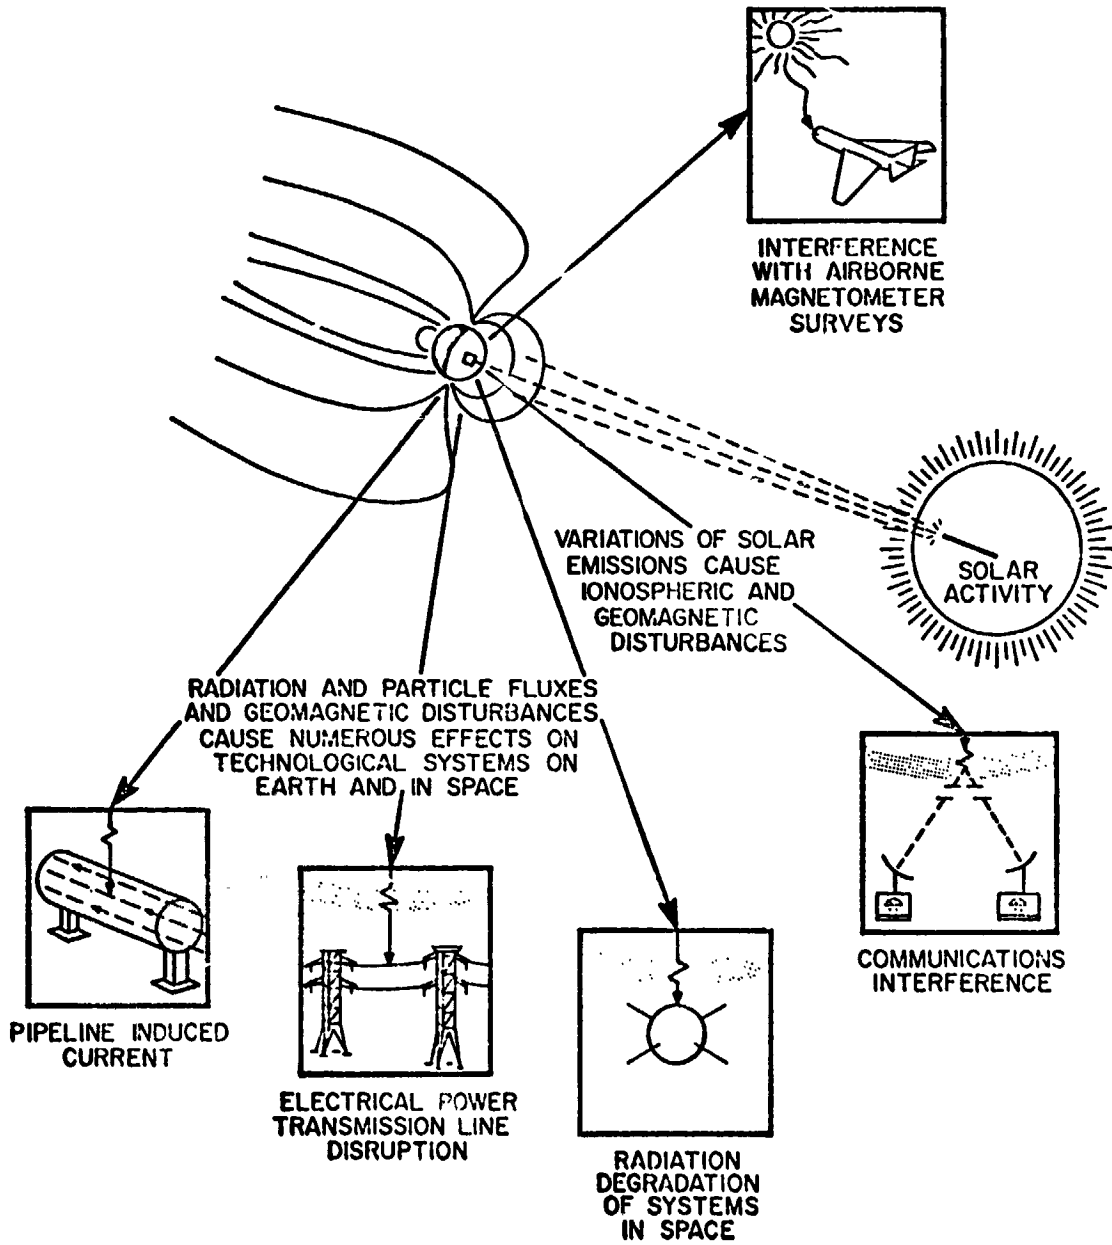 INTERFERENCE
WITH AIRBORNE
MAGNETOMETER
SURVEYS
VARIATIONS OF SOLAR
EMISSIONS CAUSE
IONOSPHERIC AND
GEOMAGNETIC
DISTURBANCES
SOLAR
ACTIVITY
RADIATION AND PARTICLE FLUXES
AND GEOMAGNETIC DISTURBANCES
CAUSE NUMEROUS EFFECTS ON
TECHNOLOGICAL SYSTEMS ON
EARTH AND IN SPACE
PIPELINE INDUCED
CURRENT
ELECTRICAL POWER
TRANSMISSION LINE
DISRUPTION
RADIATION
DEGRADATION
OF SYSTEMS
IN SPACE
COMMUNICATIONS
INTERFERENCE